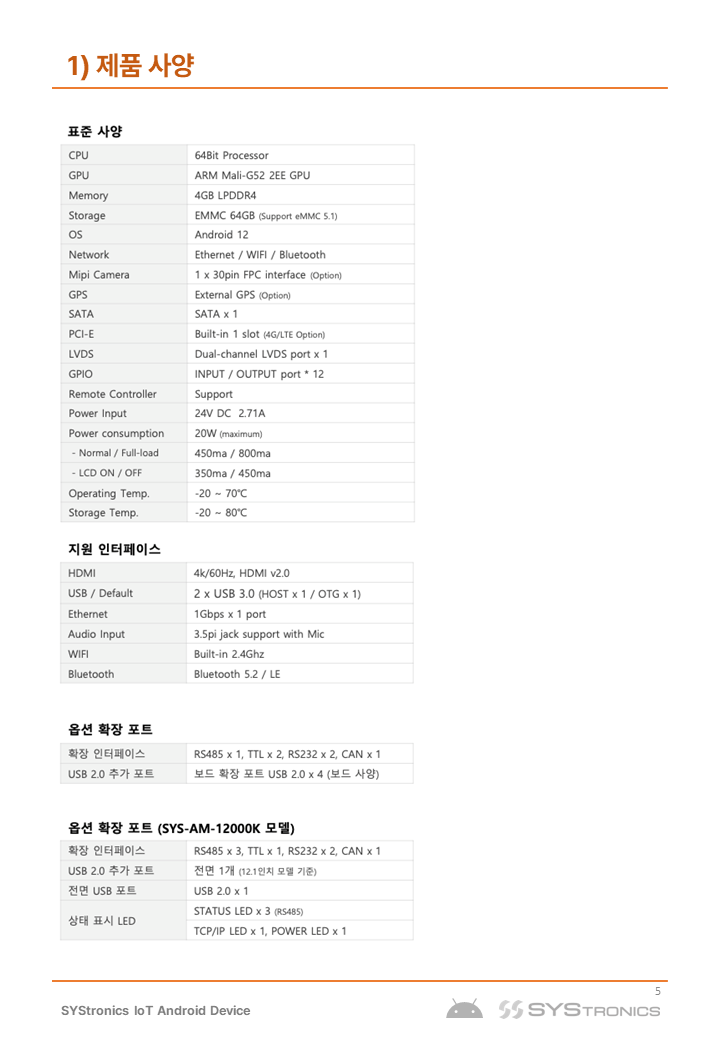 1) 제품 사양
표준 사양
CPU 64Bit Processor
GPU ARM Mali-G52 2EE GPU
Memory 4GB LPDDR4
Storage EMMC 64GB (Support eMMC 5.1)
OS Android 12
Network Ethernet / WIFI / Bluetooth
Mipi Camera 1 x 30pin FPC interface (Option)
GPS External GPS (Option)
SATA SATA x 1
PCI-E Built-in 1 slot (4G/LTE Option)
LVDS Dual-channel LVDS port x 1
GPIO INPUT / OUTPUT port * 12
Remote Controller Support
Power Input 24V DC 2.71A
Power consumption 20W (maximum)
- Normal / Full-load 450ma / 800ma
- LCD ON / OFF 350ma / 450ma
Operating Temp. -20 ~ 70℃
Storage Temp. -20 ~ 80℃
지원 인터페이스
HDMI 4k/60Hz, HDMI v2.0
USB / Default 2 x USB 3.0 (HOST x 1 / OTG x 1)
Ethernet 1Gbps x 1 port
Audio Input 3.5pi jack support with Mic
WIFI Built-in 2.4Ghz
Bluetooth Bluetooth 5.2 / LE
옵션 확장 포트
확장 인터페이스 RS485 x 1, TTL x 2, RS232 x 2, CAN x 1
USB 2.0 추가 포트 보드 확장 포트 USB 2.0 x 4 (보드 사양)
옵션 확장 포트 (SYS-AM-12000K 모델)
확장 인터페이스 RS485 x 3, TTL x 1, RS232 x 2, CAN x 1
USB 2.0 추가 포트 전면 1개 (12.1인치 모델 기준)
전면 USB 포트 USB 2.0 x 1
상태 표시 LED STATUS LED x 3 (RS485)
TCP/IP LED x 1, POWER LED x 1
5
SYStronics IoT Android Device
SYSTRONICS